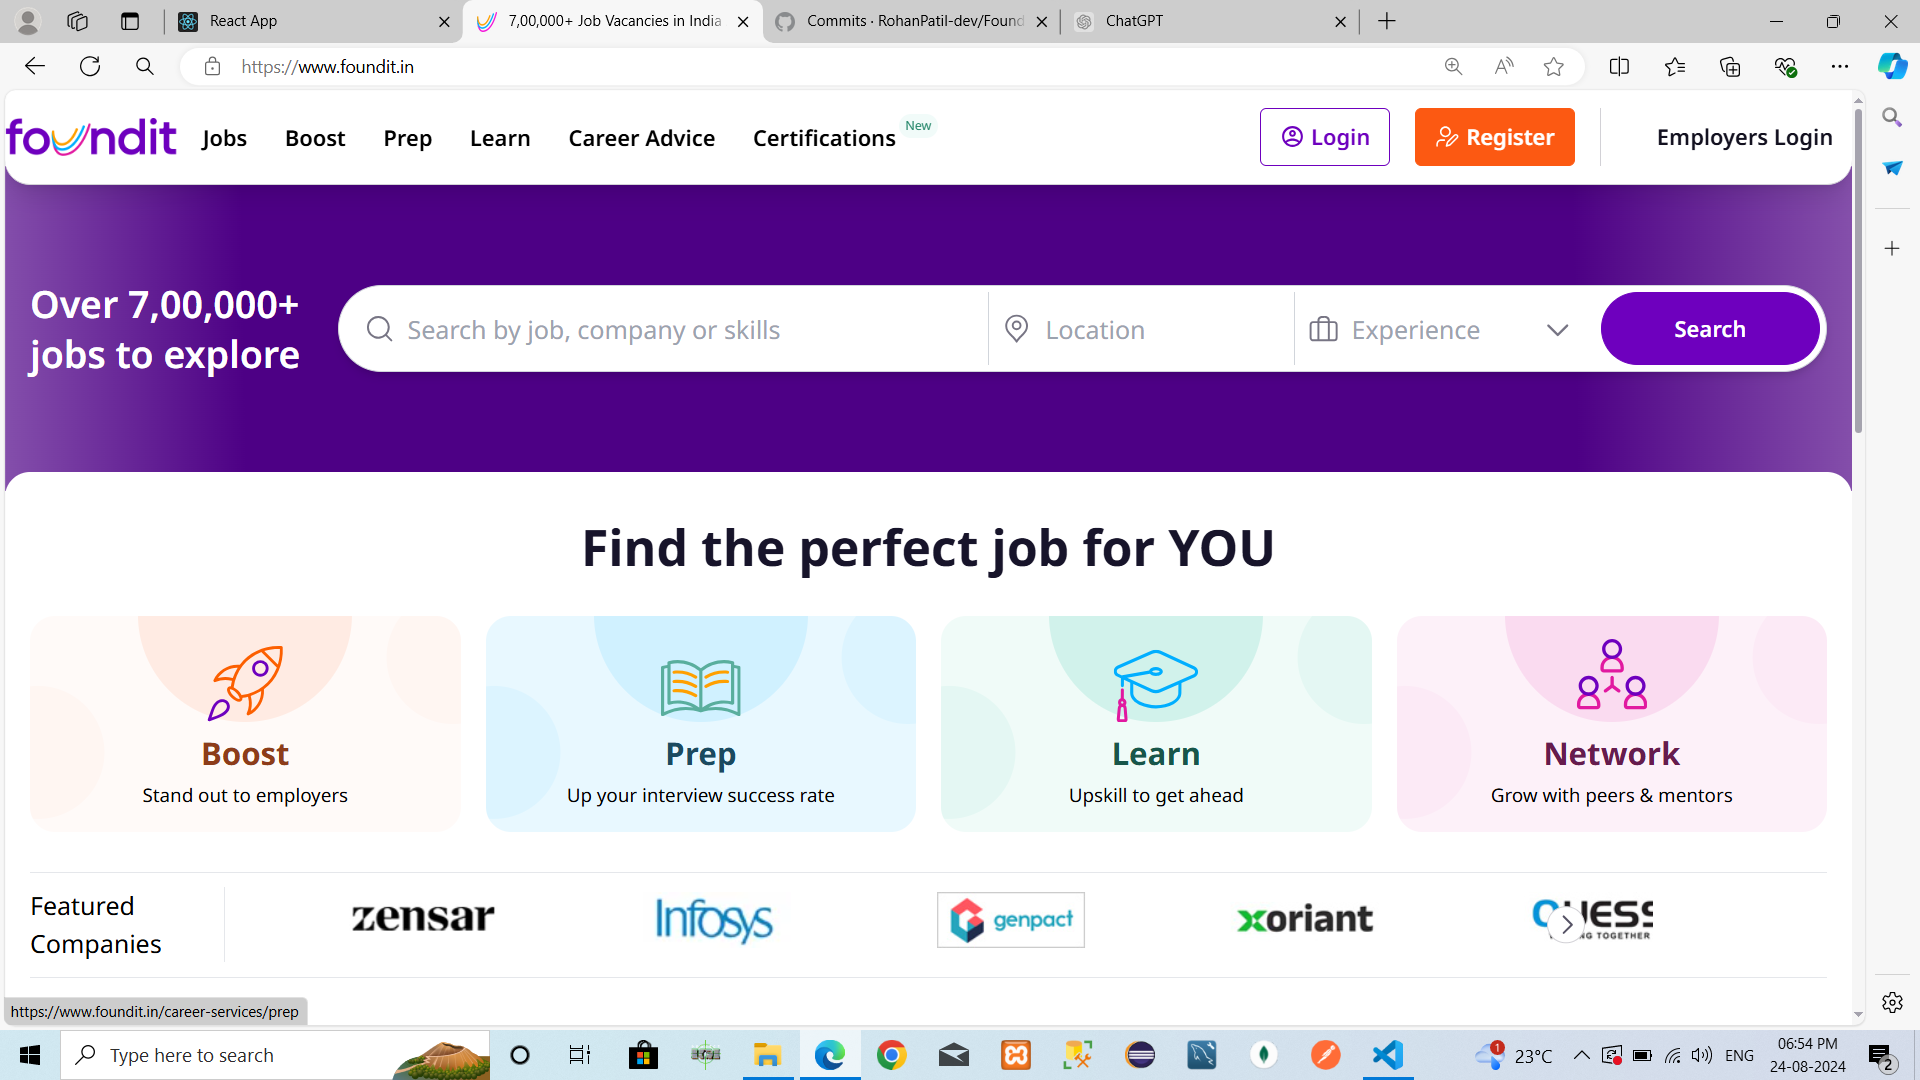 React App
7,00,000+ Job Vacancies in India
Commits · RohanPatil-dev/Found
ChatGPT
https://www.foundit.in
foundit
Jobs
Boost
Prep
Learn
Career Advice
Certifications
New
Login
Register
Employers Login
Over 7,00,000+
jobs to explore
Search by job, company or skills
Location
Experience
Search
Find the perfect job for YOU
Boost
Stand out to employers
Prep
Up your interview success rate
Learn
Upskill to get ahead
Network
Grow with peers & mentors
Featured
Companies
zensar
Infosys
genpact
xoriant
https://www.foundit.in/career-services/prep
Type here to search
1
23°C
ENG
06:54 PM
24-08-2024
2